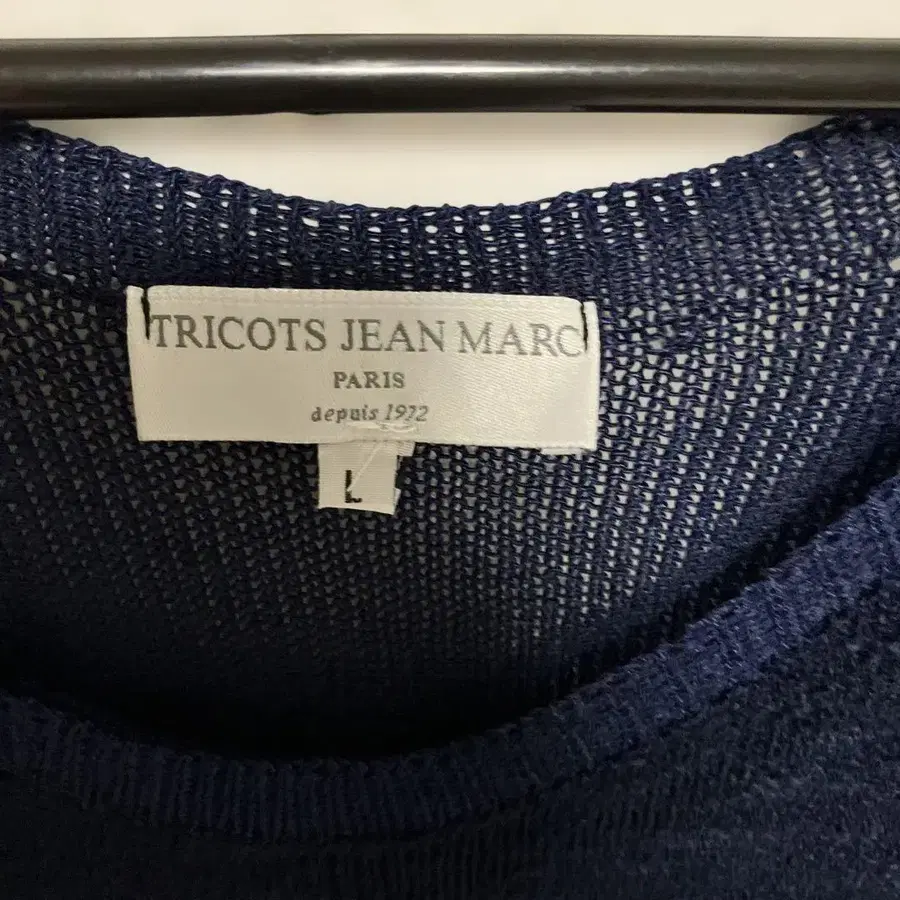 TRICOTS JEAN MARC
PARIS
depuis 1972
L